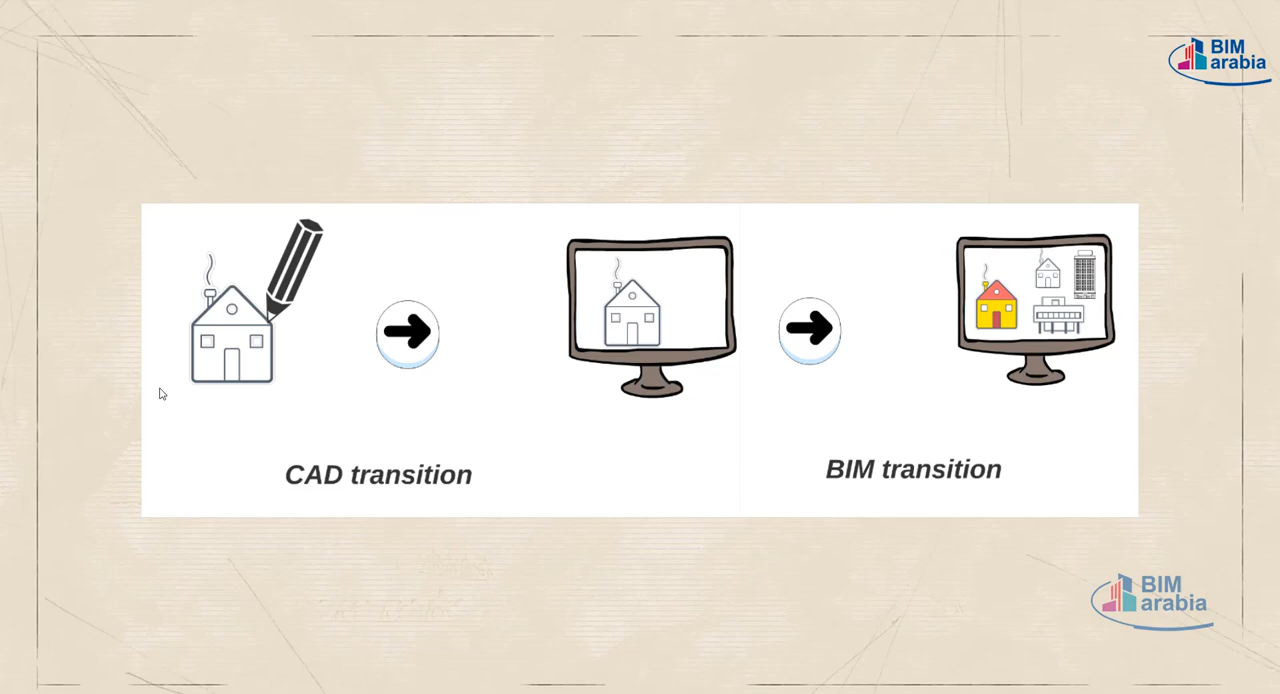 BIM
arabia
CAD transition
BIM transition
BIM
arabia